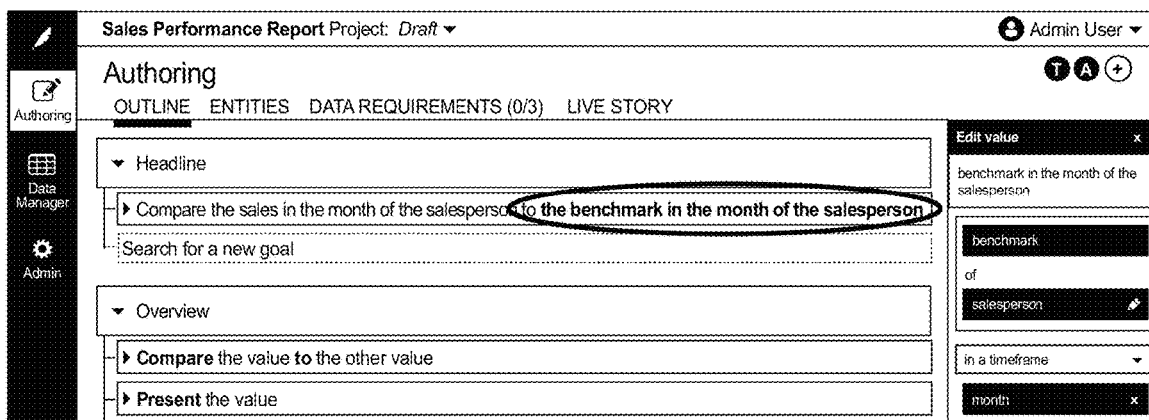 Sales Performance Report Project: Draft
Admin User
Authoring
T A +
OUTLINE ENTITIES DATA REQUIREMENTS (0/3) LIVE STORY
Authoring
Data
Manager
Admin
Headline
Compare the sales in the month of the salesperson to the benchmark in the month of the salesperson
Search for a new goal
Overview
Compare the value to the other value
Present the value
Edit value x
benchmark in the month of the
salesperson
benchmark
of
salesperson
in a timeframe
month x